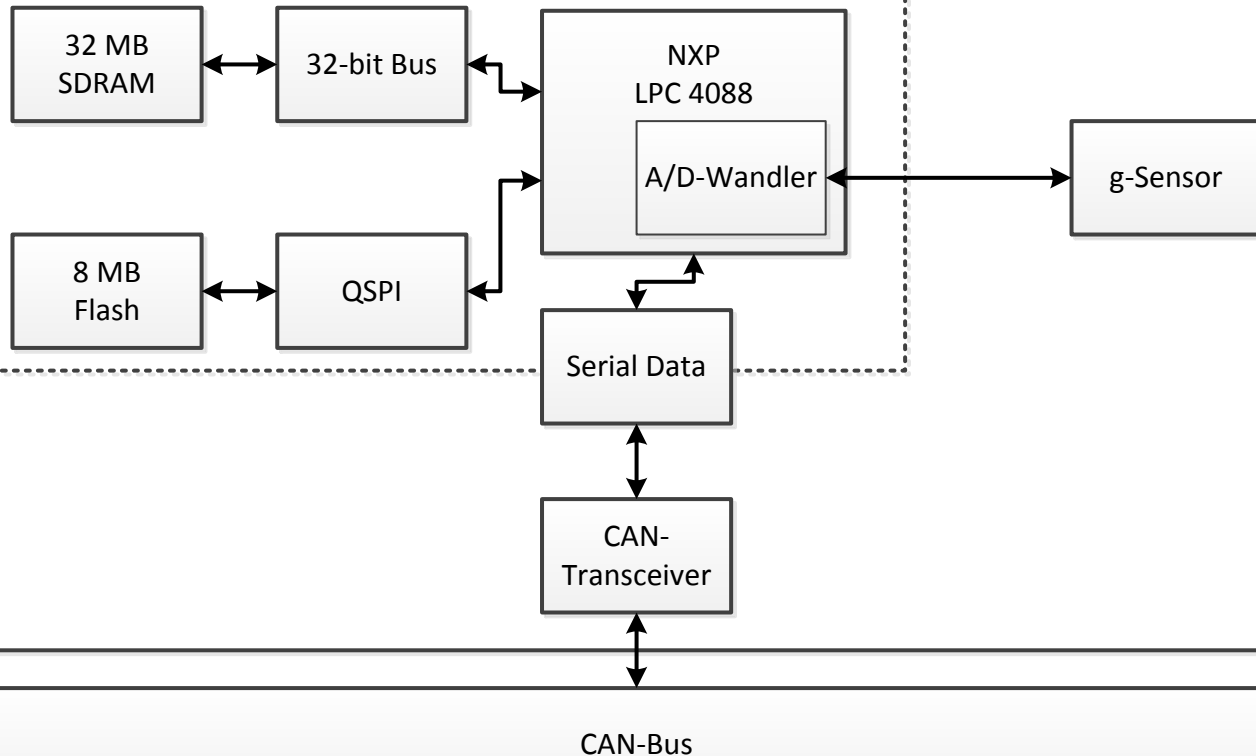 32 MB
SDRAM
32-bit Bus
NXP
LPC 4088
A/D-Wandler
g-Sensor
8 MB
Flash
QSPI
Serial Data
CAN-
Transceiver
CAN-Bus